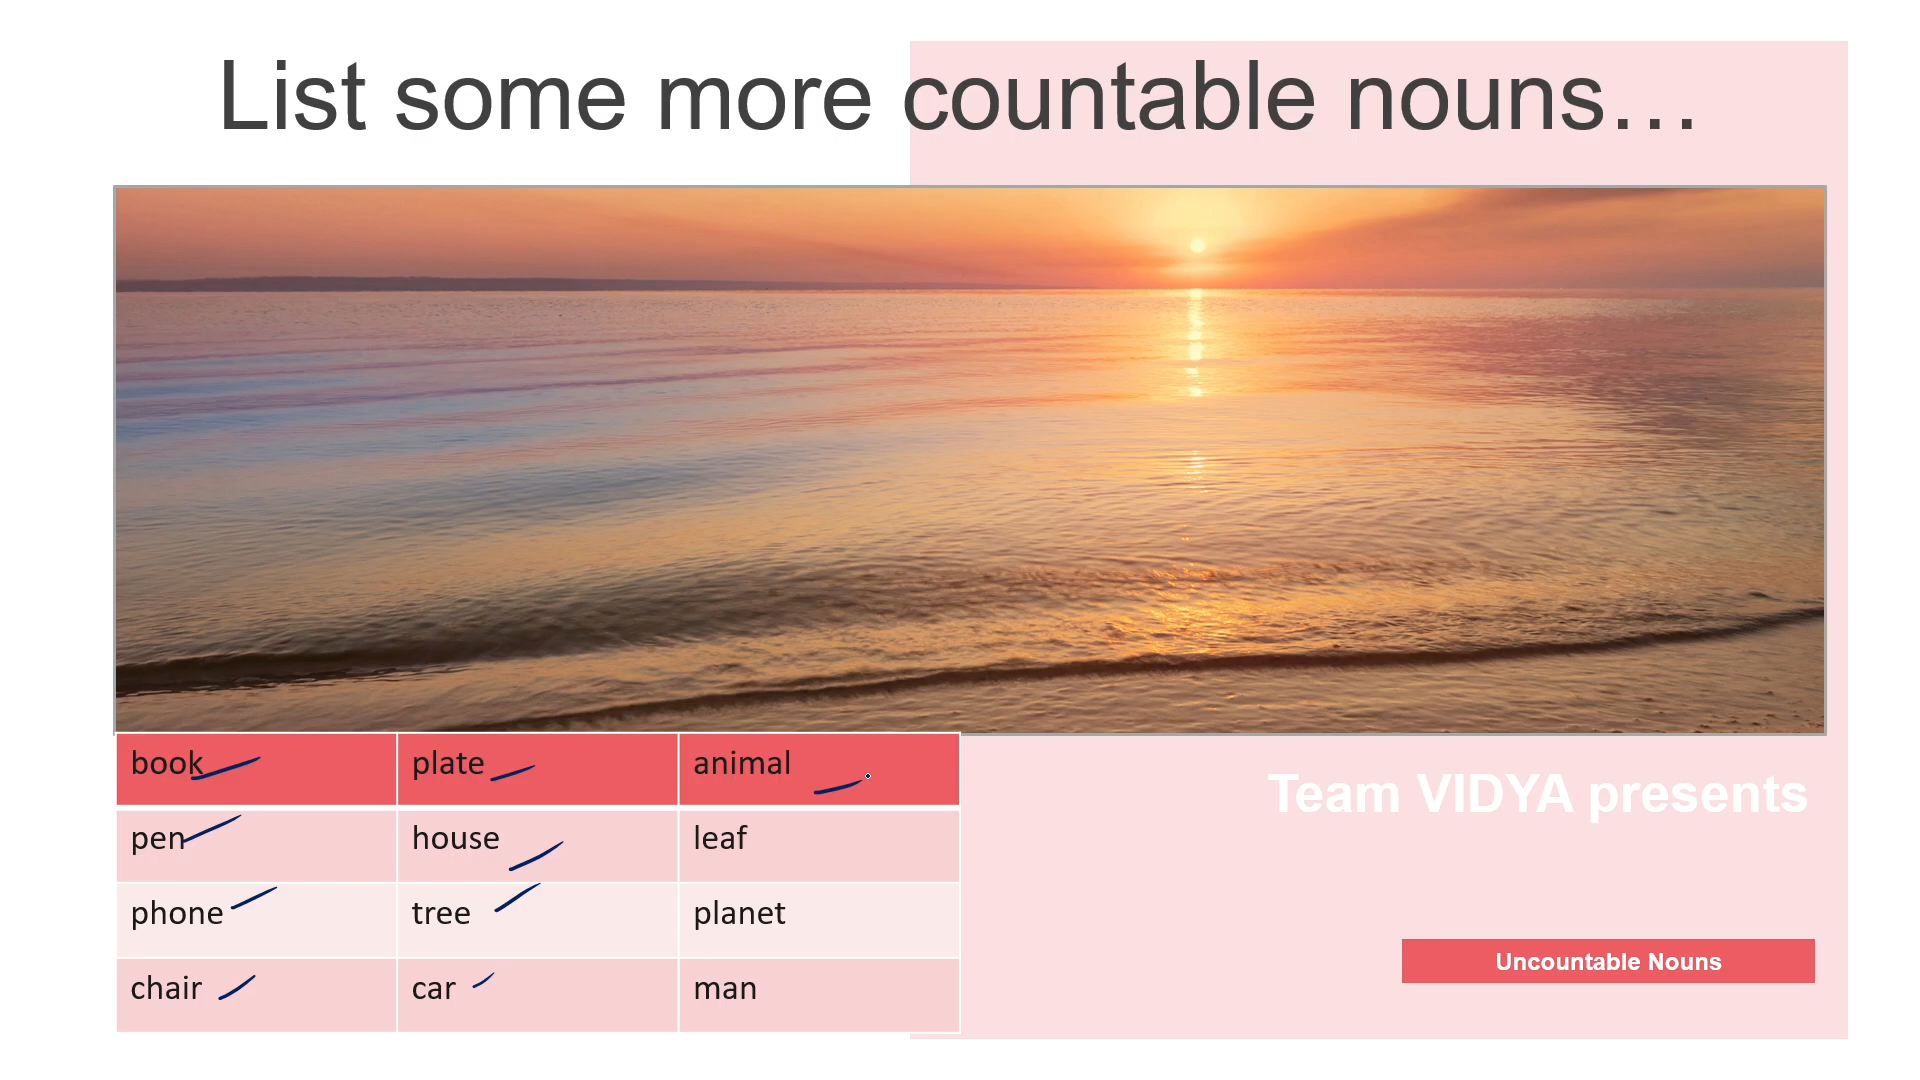 List some more countable nouns…
book plate animal
pen house leaf
phone tree planet
chair car man
Team VIDYA presents
Uncountable Nouns